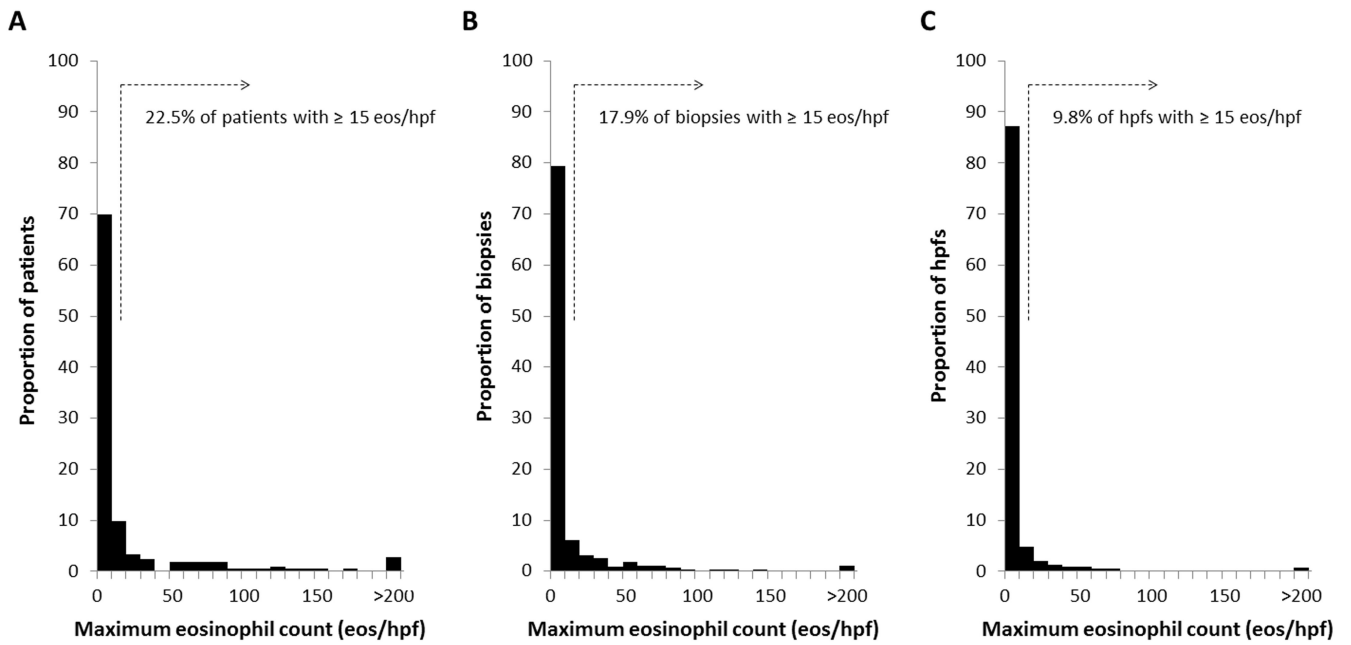 A
100
90
80
70
60
50
40
30
20
10
0
Proportion of patients
22.5% of patients with ≥ 15 eos/hpf
0 50 100 150 >200
Maximum eosinophil count (eos/hpf)
B
100
90
80
70
60
50
40
30
20
10
0
Proportion of biopsies
17.9% of biopsies with ≥ 15 eos/hpf
0 50 100 150 >200
Maximum eosinophil count (eos/hpf)
C
100
90
80
70
60
50
40
30
20
10
0
Proportion of hpfs
9.8% of hpfs with ≥ 15 eos/hpf
0 50 100 150 >200
Maximum eosinophil count (eos/hpf)